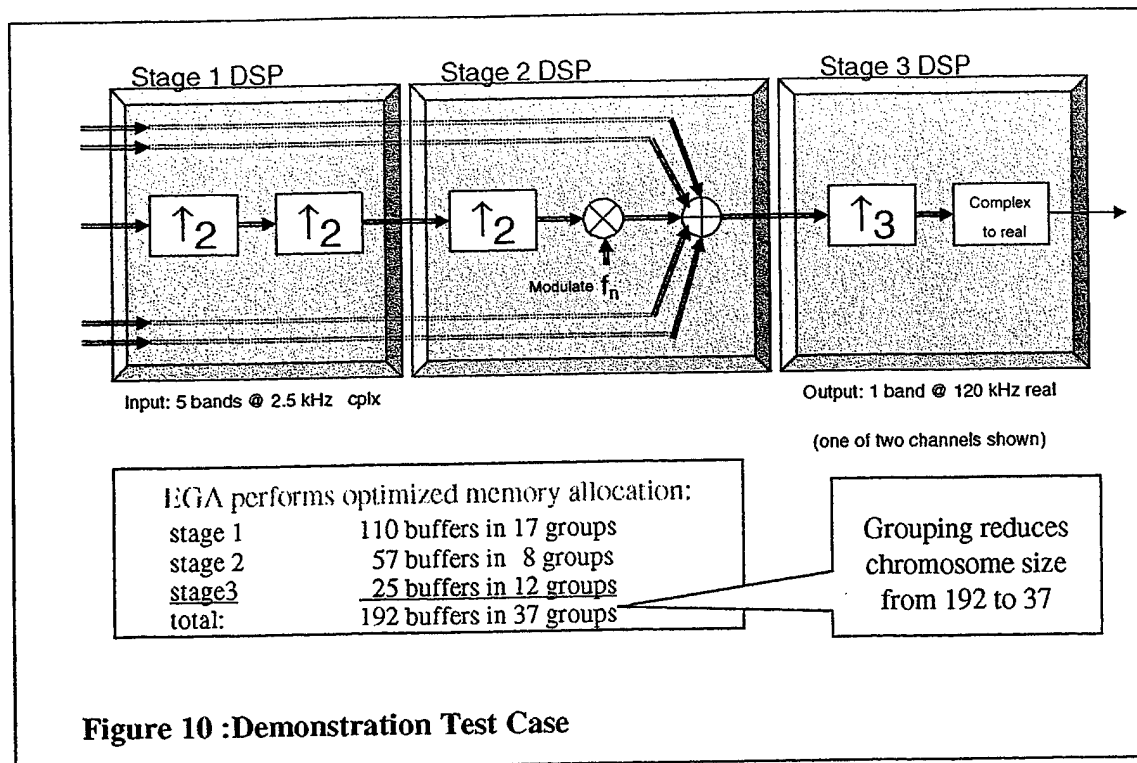 Stage 1 DSP
Stage 2 DSP
Stage 3 DSP
↑2
↑2
↑2
↑3
Complex
to real
Modulate fn
Input: 5 bands @ 2.5 kHz cplx
Output: 1 band @ 120 kHz real
(one of two channels shown)
EGA performs optimized memory allocation:
stage 1 110 buffers in 17 groups
stage 2 57 buffers in 8 groups
stage3 25 buffers in 12 groups
total: 192 buffers in 37 groups
Grouping reduces
chromosome size
from 192 to 37
Figure 10 :Demonstration Test Case